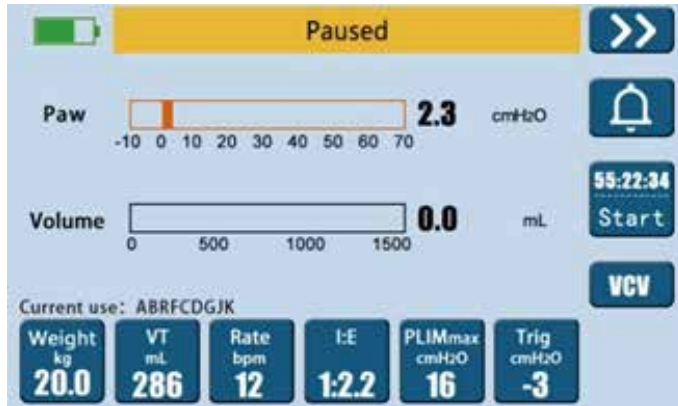 Paused
Paw
2.3
cmH2O
-10 0 10 20 30 40 50 60 70
55:22:34
Start
Volume
0.0
mL
0 500 1000 1500
VCV
Current use: ABRFCDGJK
Weight
kg
20.0
VT
mL
286
Rate
bpm
12
I:E
1:2.2
PLIMmax
cmH2O
16
Trig
cmH2O
-3